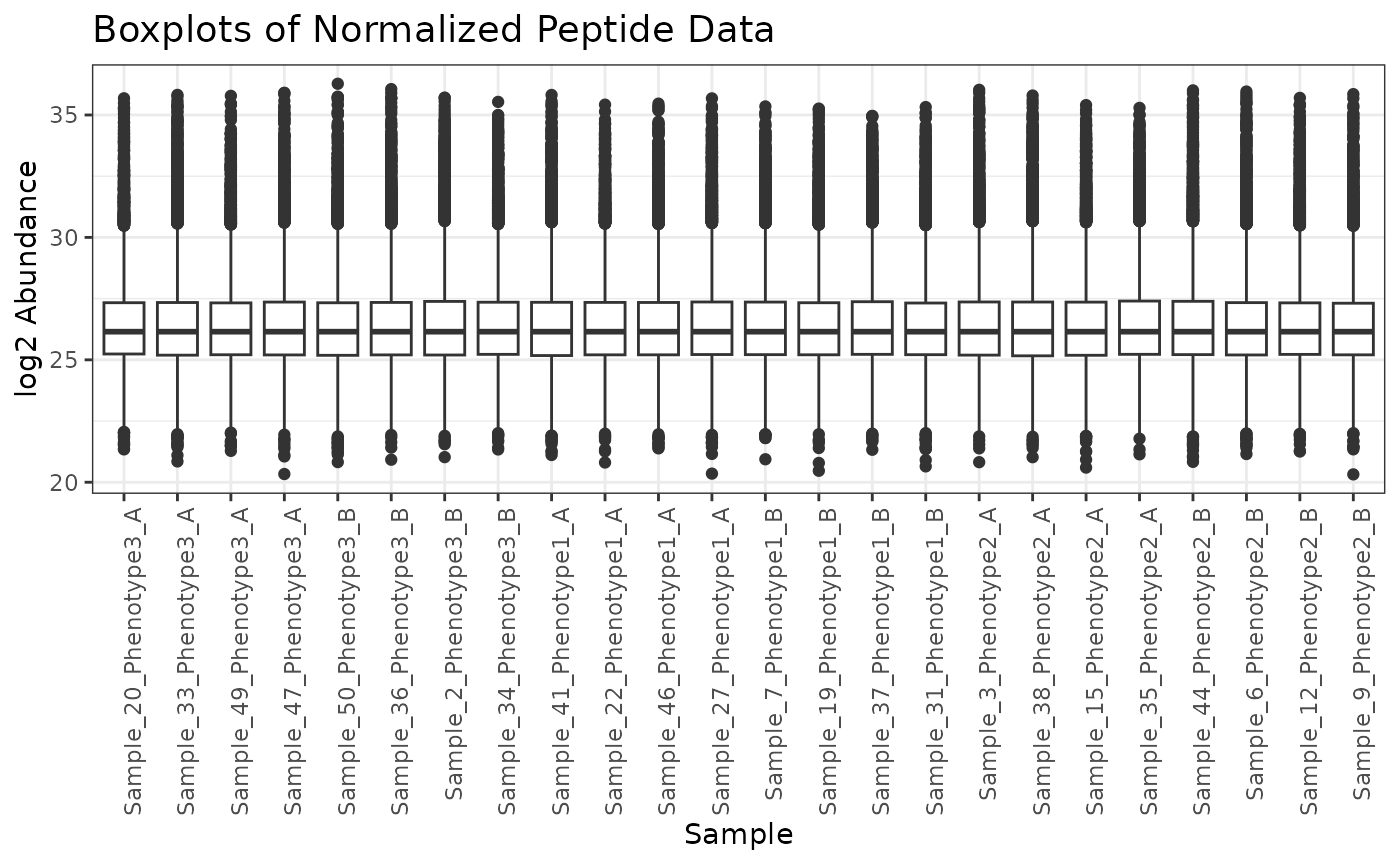 Boxplots of Normalized Peptide Data
log2 Abundance
35
30
25
20
Sample_20_Phenotype3_A
Sample_33_Phenotype3_A
Sample_49_Phenotype3_A
Sample_47_Phenotype3_A
Sample_50_Phenotype3_B
Sample_36_Phenotype3_B
Sample_2_Phenotype3_B
Sample_34_Phenotype3_B
Sample_41_Phenotype1_A
Sample_22_Phenotype1_A
Sample_46_Phenotype1_A
Sample_27_Phenotype1_A
Sample_7_Phenotype1_B
Sample_19_Phenotype1_B
Sample_37_Phenotype1_B
Sample_31_Phenotype1_B
Sample_3_Phenotype2_A
Sample_38_Phenotype2_A
Sample_15_Phenotype2_A
Sample_35_Phenotype2_A
Sample_44_Phenotype2_B
Sample_6_Phenotype2_B
Sample_12_Phenotype2_B
Sample_9_Phenotype2_B
Sample